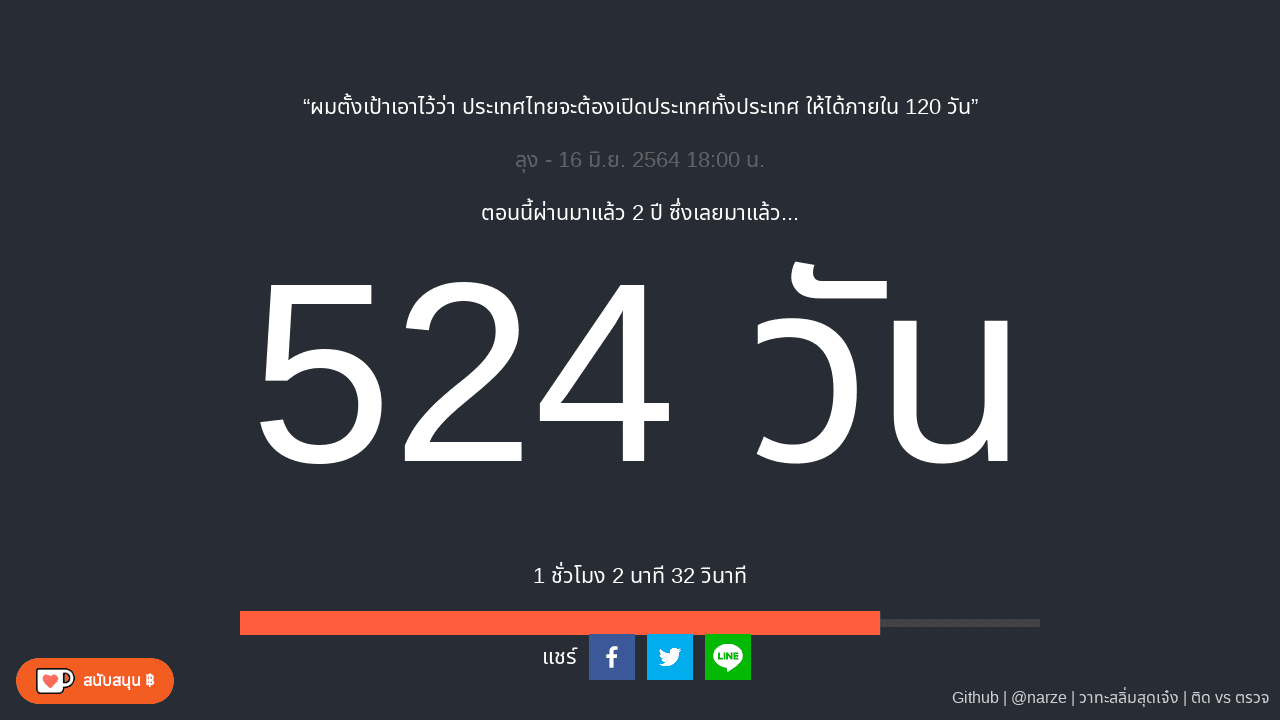 “ผมตั้งเป้าเอาไว้ว่า ประเทศไทยจะต้องเปิดประเทศทั้งประเทศ ให้ได้ภายใน 120 วัน”
ลุง - 16 มิ.ย. 2564 18:00 น.
ตอนนี้ผ่านมาแล้ว 2 ปี ซึ่งเลยมาแล้ว...
524 วัน
1 ชั่วโมง 2 นาที 32 วินาที
แชร์
LINE
สนับสนุน ฿
Github | @narze | วาทะสลิ่มสุดเจ๋ง | ติด vs ตรวจ